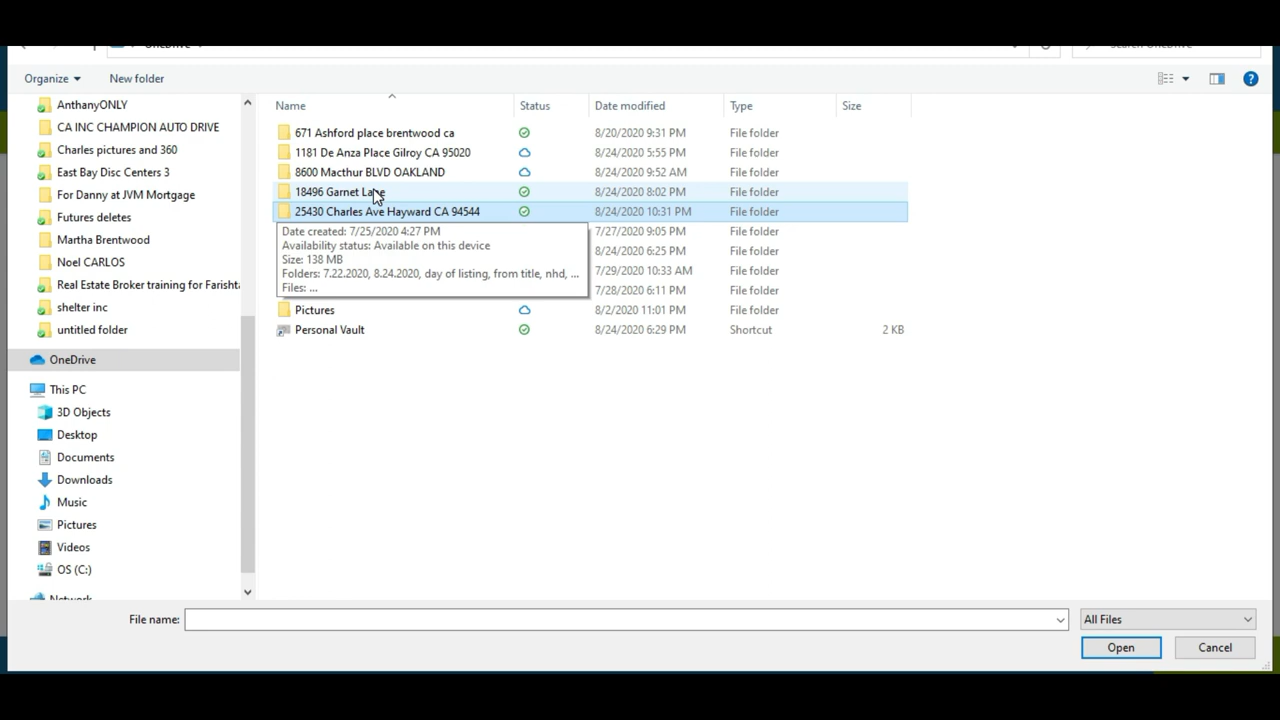 OneDrive
Search OneDrive
Organize
New folder
Name
Status
Date modified
Type
Size
AnthanyONLY
CA INC CHAMPION AUTO DRIVE
Charles pictures and 360
East Bay Disc Centers 3
For Danny at JVM Mortgage
Futures deletes
Martha Brentwood
Noel CARLOS
Real Estate Broker training for Farishta
shelter inc
untitled folder
OneDrive
This PC
3D Objects
Desktop
Documents
Downloads
Music
Pictures
Videos
OS (C:)
Network
671 Ashford place brentwood ca 8/20/2020 9:31 PM File folder
1181 De Anza Place Gilroy CA 95020 8/24/2020 5:55 PM File folder
8600 Macthur BLVD OAKLAND 8/24/2020 9:52 AM File folder
18496 Garnet Lane 8/24/2020 8:02 PM File folder
25430 Charles Ave Hayward CA 94544 8/24/2020 10:31 PM File folder
7/27/2020 9:05 PM File folder
8/24/2020 6:25 PM File folder
7/29/2020 10:33 AM File folder
7/28/2020 6:11 PM File folder
Pictures 8/2/2020 11:01 PM File folder
Personal Vault 8/24/2020 6:29 PM Shortcut 2 KB
Date created: 7/25/2020 4:27 PM
Availability status: Available on this device
Size: 138 MB
Folders: 7.22.2020, 8.24.2020, day of listing, from title, nhd, ...
Files: ...
File name:
All Files
Open
Cancel